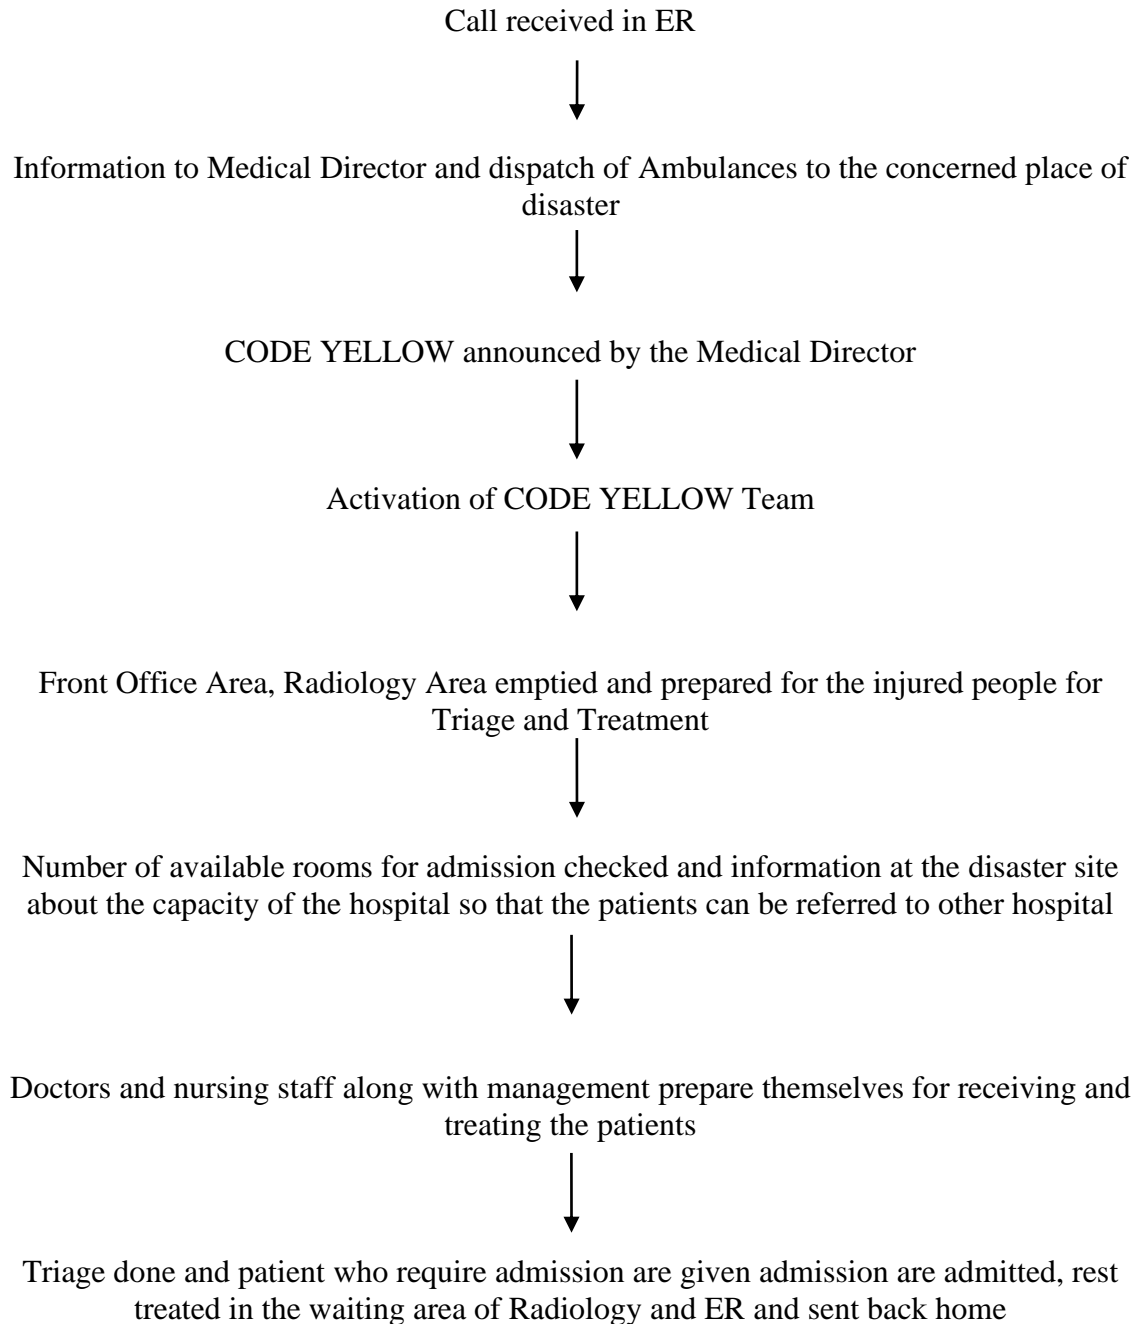 Call received in ER
Information to Medical Director and dispatch of Ambulances to the concerned place of
disaster
CODE YELLOW announced by the Medical Director
Activation of CODE YELLOW Team
Front Office Area, Radiology Area emptied and prepared for the injured people for
Triage and Treatment
Number of available rooms for admission checked and information at the disaster site
about the capacity of the hospital so that the patients can be referred to other hospital
Doctors and nursing staff along with management prepare themselves for receiving and
treating the patients
Triage done and patient who require admission are given admission are admitted, rest
treated in the waiting area of Radiology and ER and sent back home